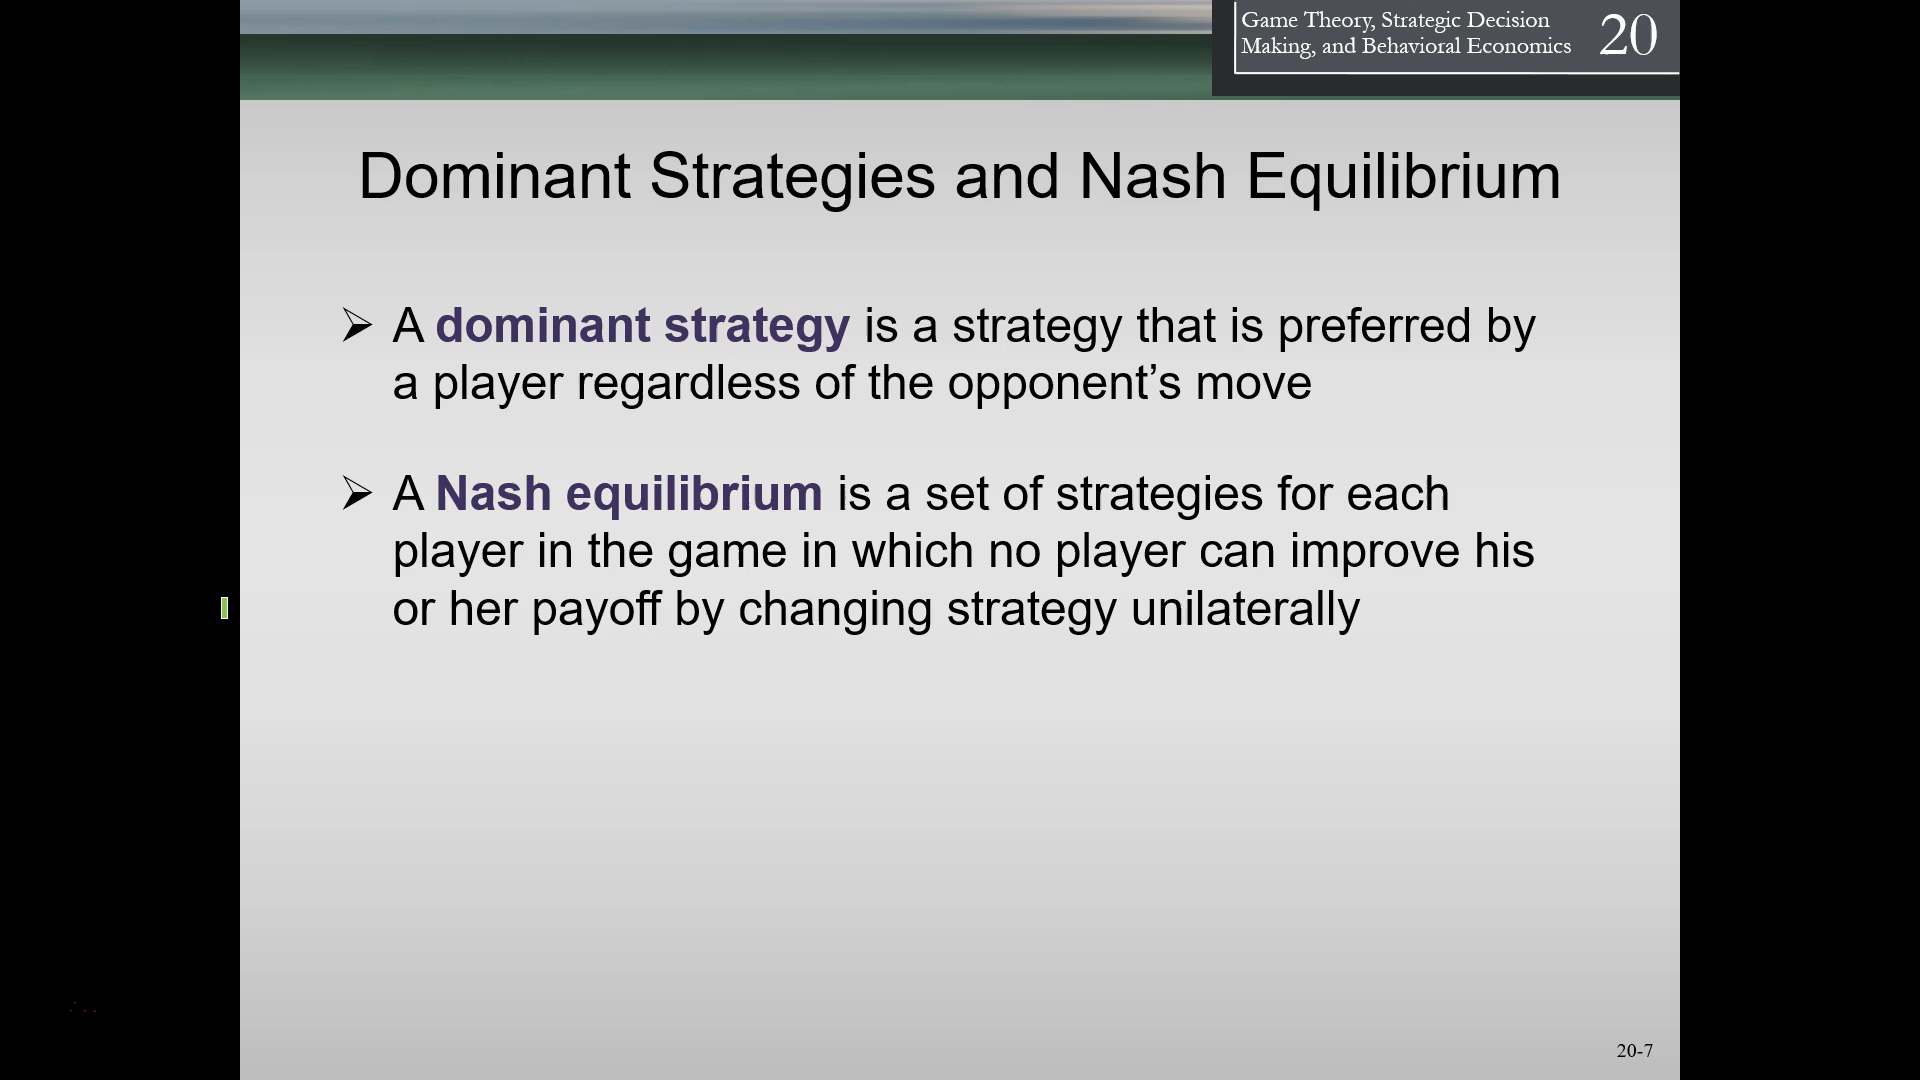 Game Theory, Strategic Decision
Making, and Behavioral Economics
20
Dominant Strategies and Nash Equilibrium
➢ A dominant strategy is a strategy that is preferred by
a player regardless of the opponent’s move
➢ A Nash equilibrium is a set of strategies for each
player in the game in which no player can improve his
or her payoff by changing strategy unilaterally
20-7